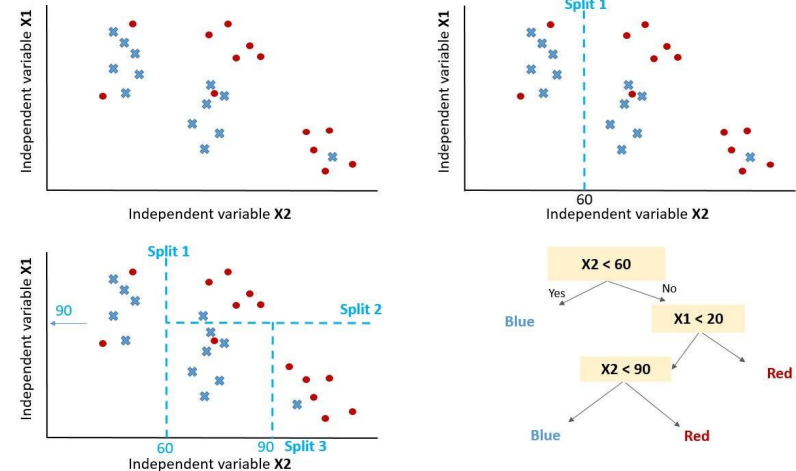 Independent variable X1
Independent variable X2
Split 1
Independent variable X1
60
Independent variable X2
Split 1
Independent variable X1
90
Split 2
60
90
Split 3
Independent variable X2
X2 < 60
Yes
No
Blue
X1 < 20
X2 < 90
Red
Blue
Red